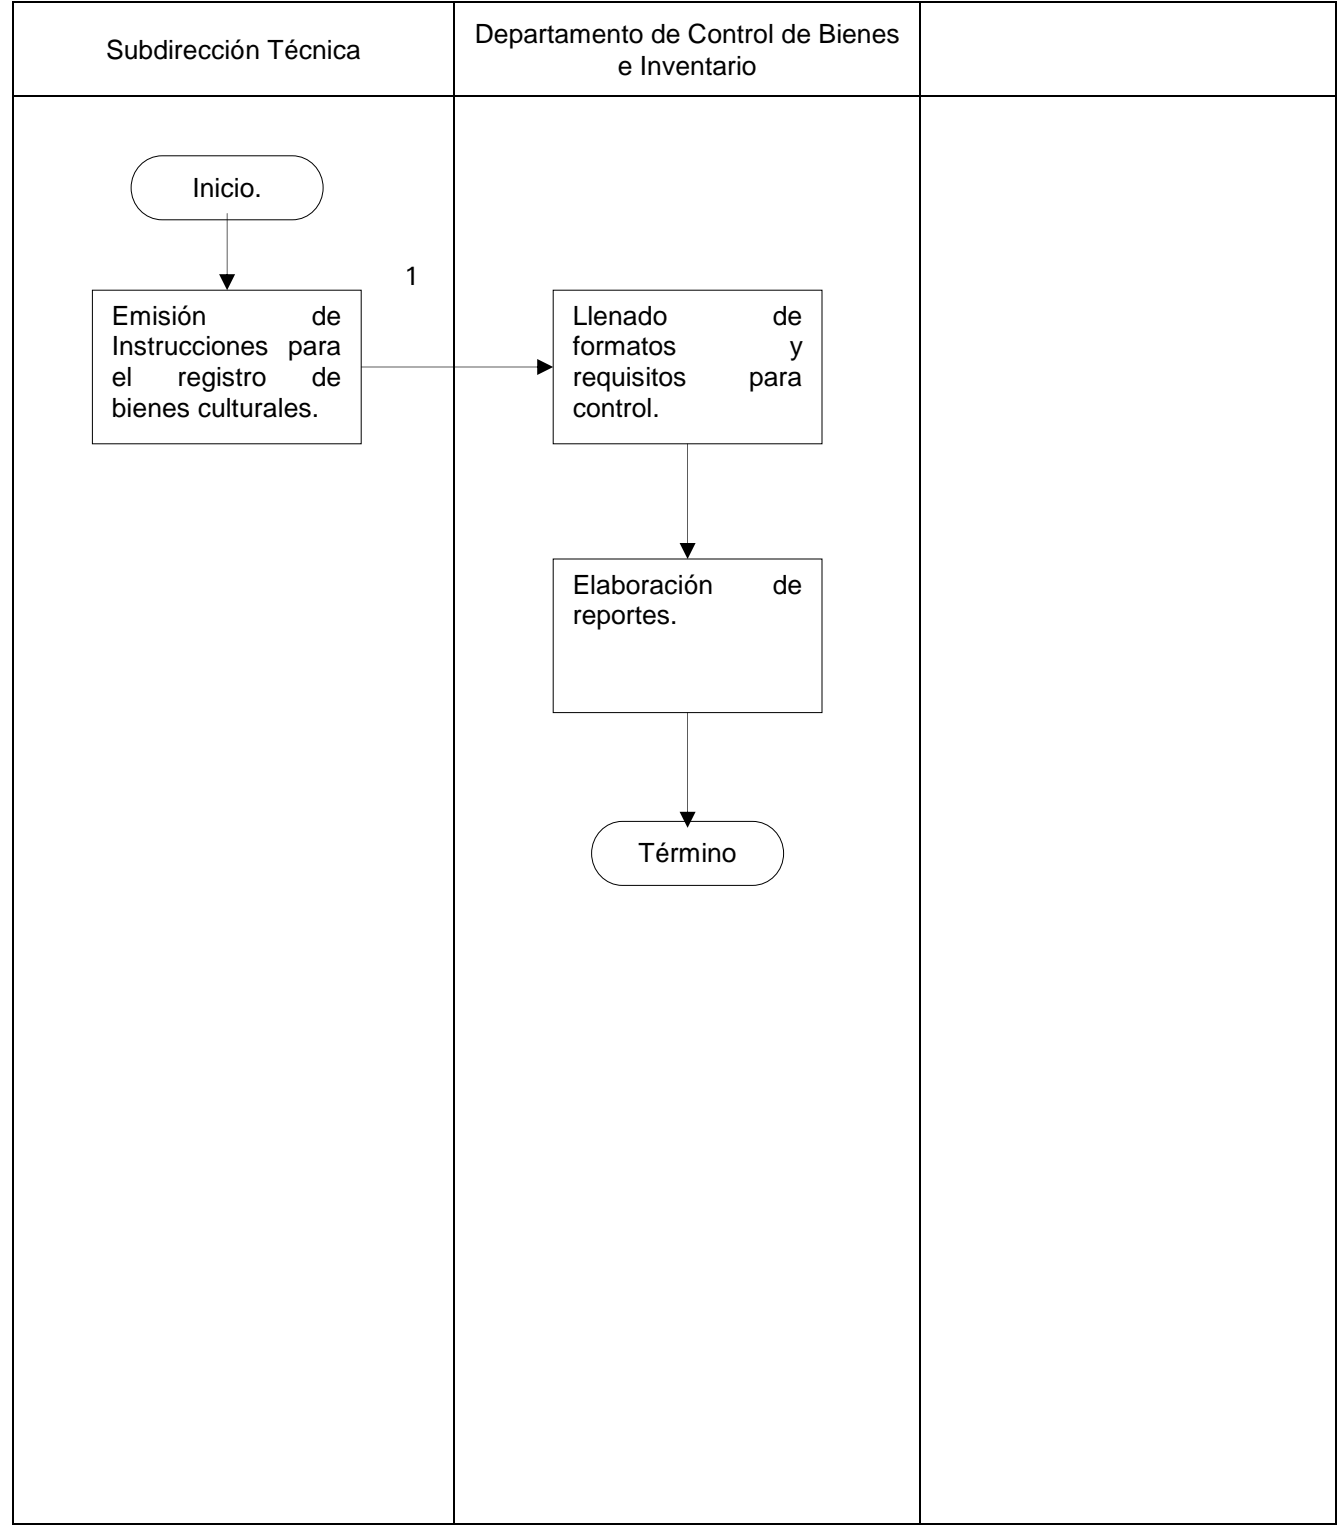 Subdirección Técnica
Departamento de Control de Bienes
e Inventario
Inicio.
1
Emisión de
Instrucciones para
el registro de
bienes culturales.
Llenado de
formatos y
requisitos para
control.
Elaboración de
reportes.
Término